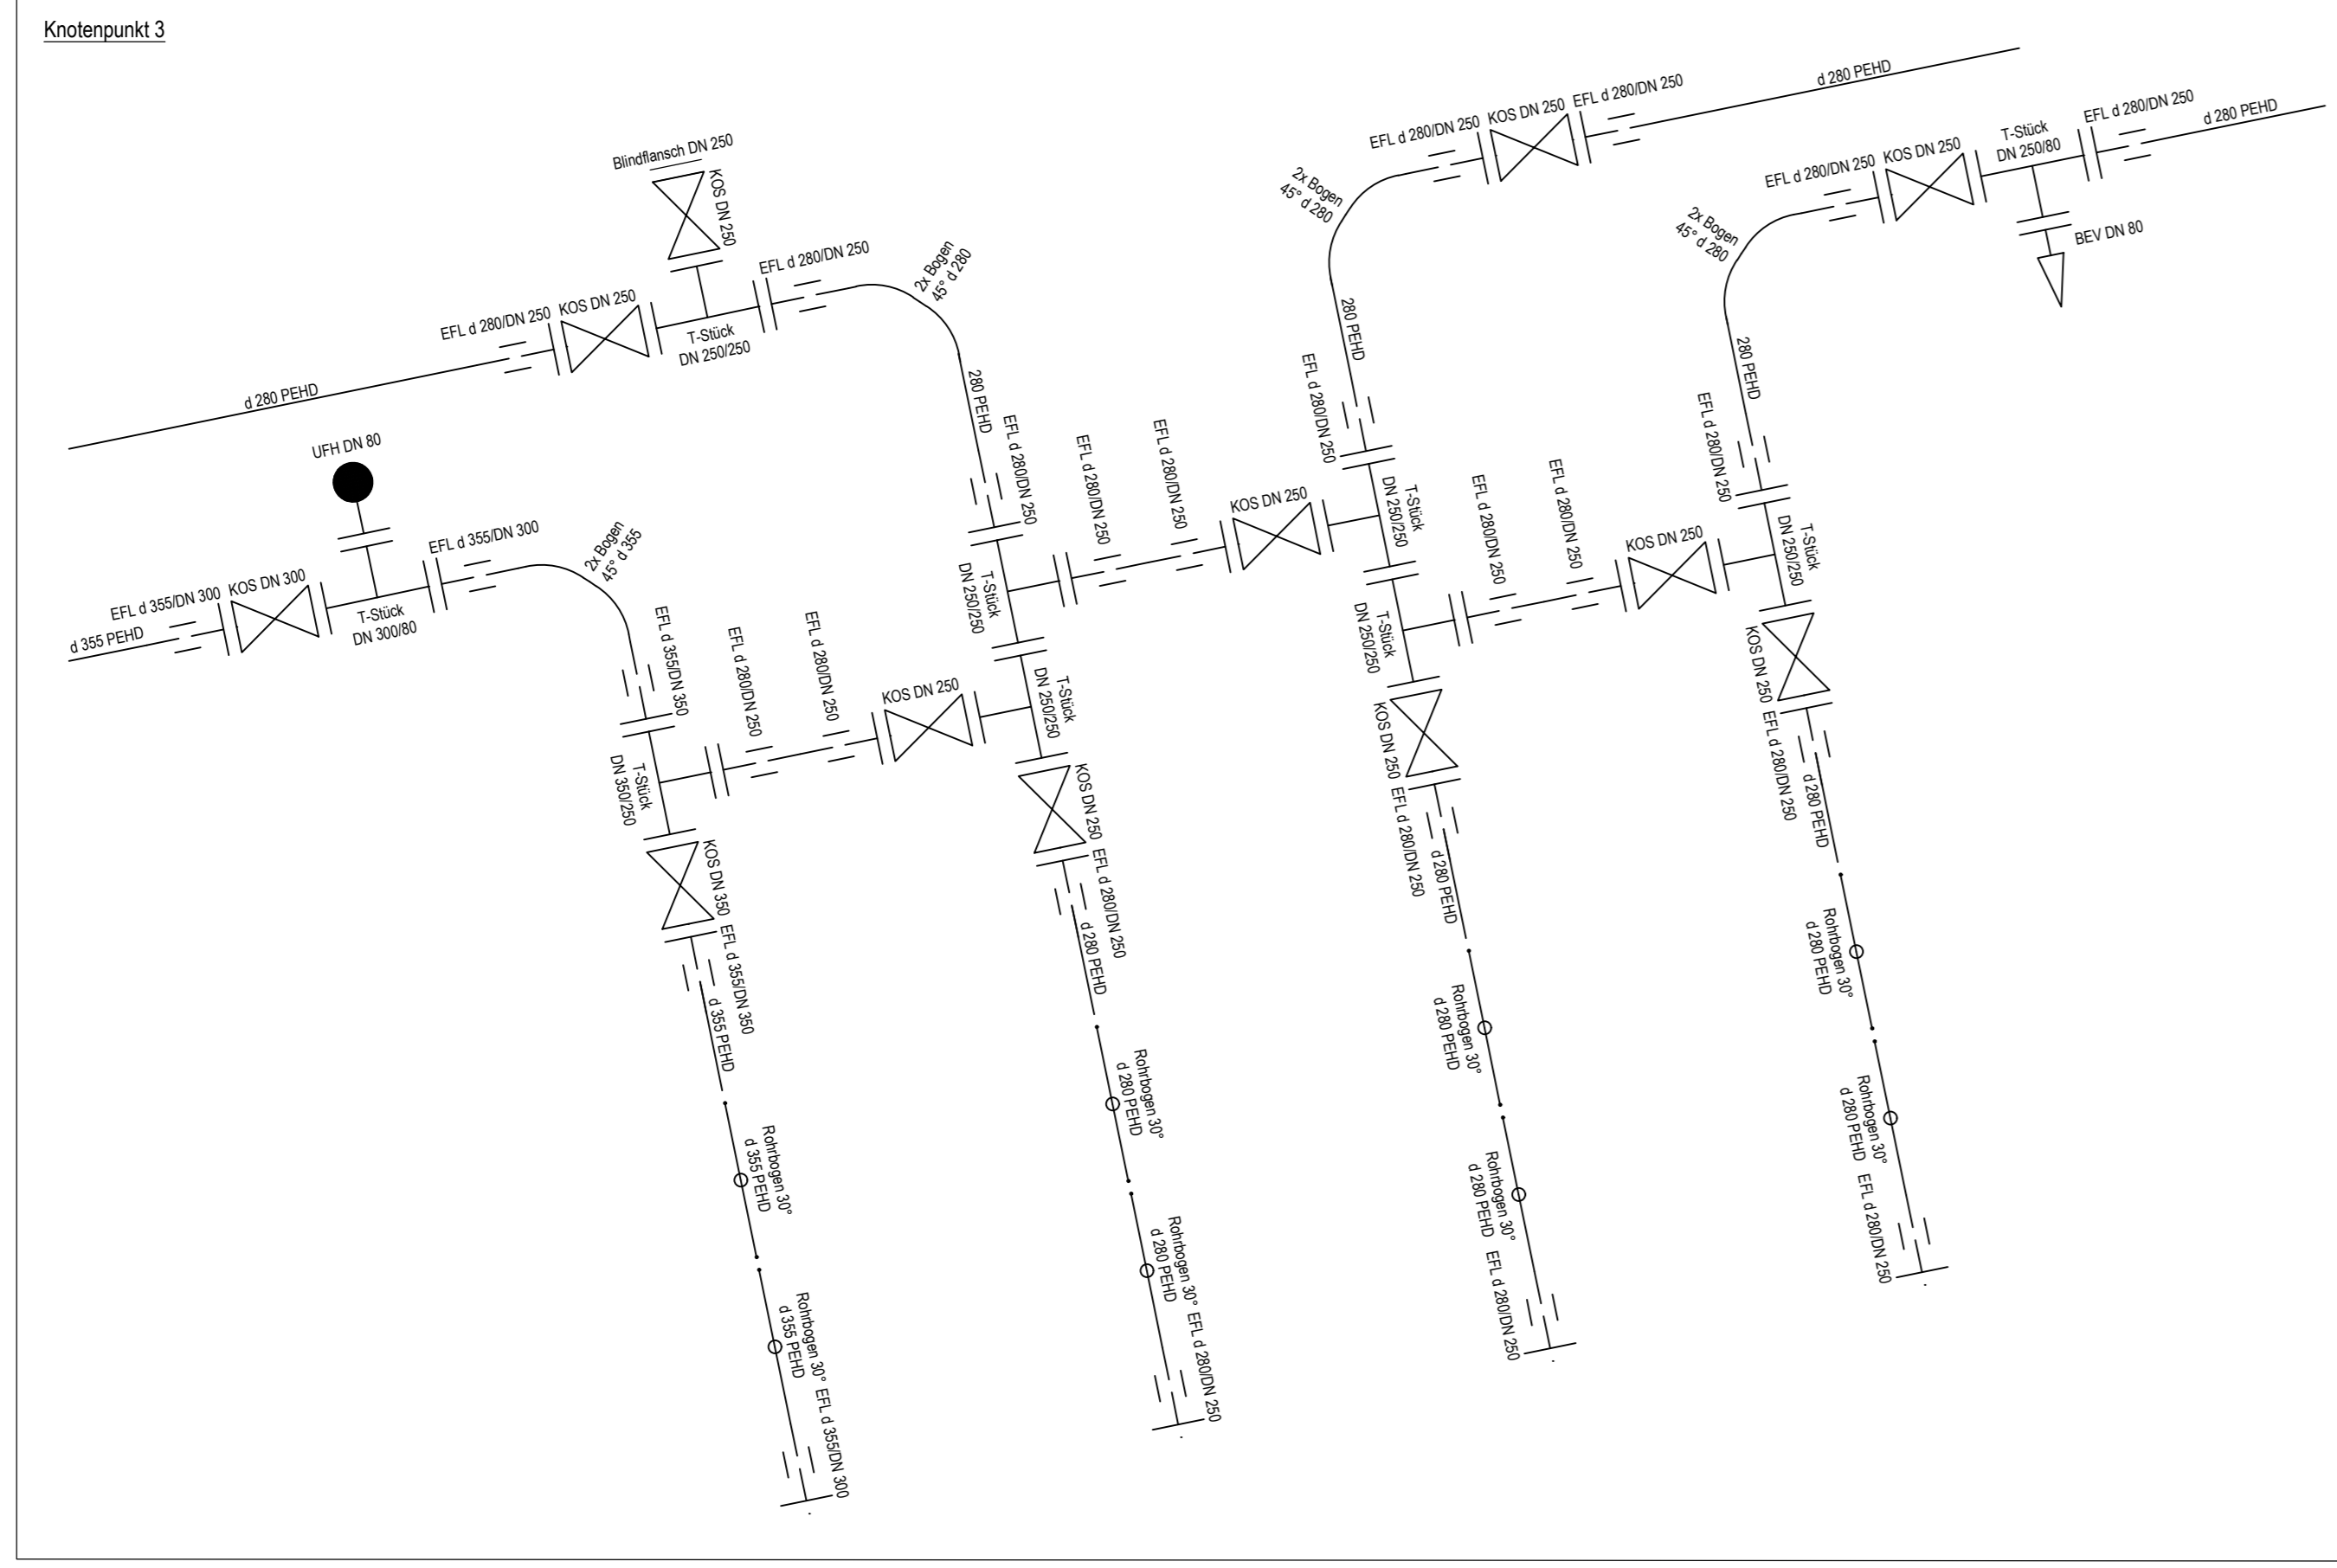 Knotenpunkt 3
d 280 PEHD
EFL d 280/DN 250
KOS DN 250
Blindflansch DN 250
KOS DN 250
T-Stück
DN 250/250
EFL d 280/DN 250
2x Bogen
45° d 280
280 PEHD
EFL d 280/DN 250
T-Stück
DN 250/250
EFL d 280/DN 250
EFL d 280/DN 250
KOS DN 250
T-Stück
DN 250/250
KOS DN 250
EFL d 280/DN 250
d 280 PEHD
Rohrbogen 30°
d 280 PEHD
Rohrbogen 30°
d 280 PEHD
EFL d 280/DN 250
UFH DN 80
d 355 PEHD
EFL d 355/DN 300
KOS DN 300
T-Stück
DN 300/80
EFL d 355/DN 300
2x Bogen
45° d 355
EFL d 355/DN 350
T-Stück
DN 350/250
EFL d 280/DN 250
EFL d 280/DN 250
KOS DN 250
KOS DN 350
EFL d 355/DN 350
d 355 PEHD
Rohrbogen 30°
d 355 PEHD
Rohrbogen 30°
d 355 PEHD
EFL d 355/DN 300
d 280 PEHD
EFL d 280/DN 250
KOS DN 250
EFL d 280/DN 250
2x Bogen
45° d 280
280 PEHD
EFL d 280/DN 250
T-Stück
DN 250/250
T-Stück
DN 250/250
EFL d 280/DN 250
EFL d 280/DN 250
KOS DN 250
KOS DN 250
EFL d 280/DN 250
d 280 PEHD
Rohrbogen 30°
d 280 PEHD
Rohrbogen 30°
d 280 PEHD
EFL d 280/DN 250
d 280 PEHD
EFL d 280/DN 250
T-Stück
DN 250/80
KOS DN 250
EFL d 280/DN 250
BEV DN 80
2x Bogen
45° d 280
280 PEHD
EFL d 280/DN 250
T-Stück
DN 250/250
KOS DN 250
EFL d 280/DN 250
d 280 PEHD
Rohrbogen 30°
d 280 PEHD
Rohrbogen 30°
d 280 PEHD
EFL d 280/DN 250